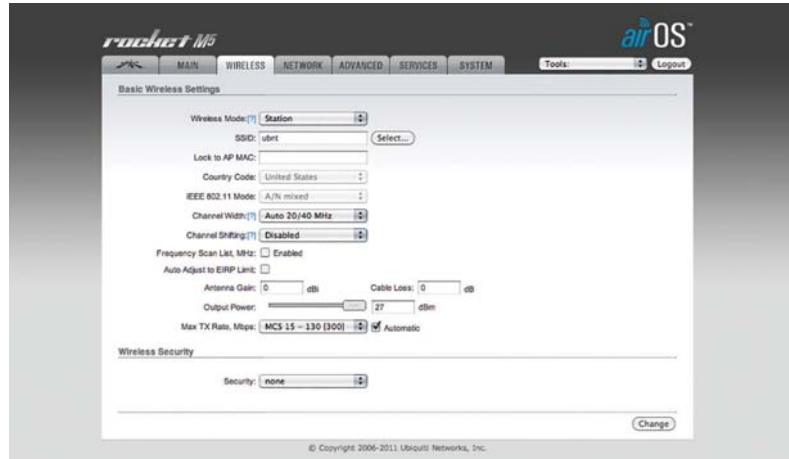 rocket M5
airOS™
MAIN WIRELESS NETWORK ADVANCED SERVICES SYSTEM Tools: Logout
Basic Wireless Settings
Wireless Mode:[?] Station
SSID: ubnt Select...
Lock to AP MAC:
Country Code: United States
IEEE 802.11 Mode: A/N mixed
Channel Width:[?] Auto 20/40 MHz
Channel Shifting:[?] Disabled
Frequency Scan List, MHz: Enabled
Auto Adjust to EIRP Limit:
Antenna Gain: 0 dBi Cable Loss: 0 dB
Output Power: 27 dBm
Max TX Rate, Mbps: MCS 15 – 130 [300] Automatic
Wireless Security
Security: none
Change
© Copyright 2006-2011 Ubiquiti Networks, Inc.